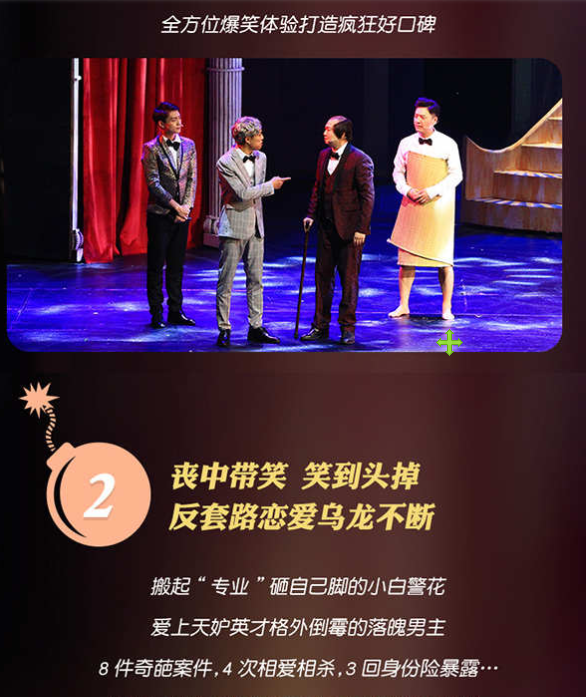 全方位爆笑体验打造疯狂好口碑
2
丧中带笑 笑到头掉
反套路恋爱乌龙不断
搬起“专业”砸自己脚的小白警花
爱上天妒英才格外倒霉的落魄男主
8件奇葩案件,4次相爱相杀,3回身份险暴露…